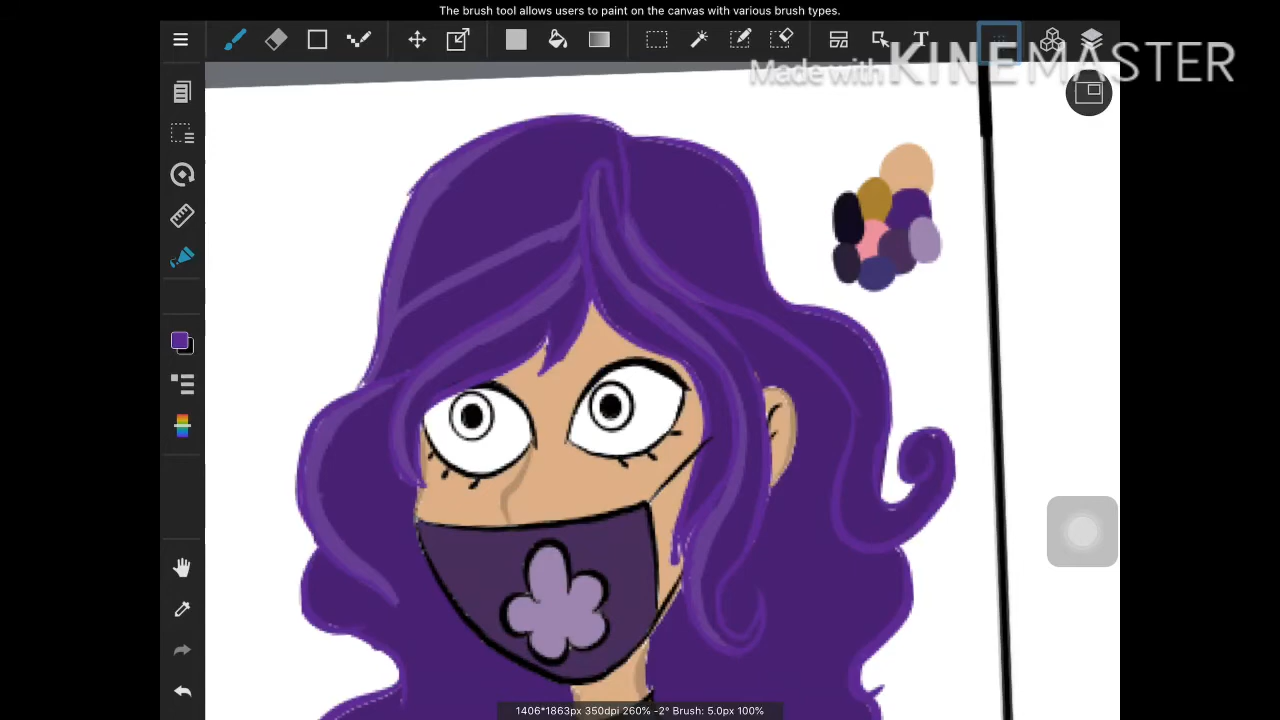 The brush tool allows users to paint on the canvas with various brush types.
T
Made with KINEMASTER
1406*1863px 350dpi 260% -2° Brush: 5.0px 100%